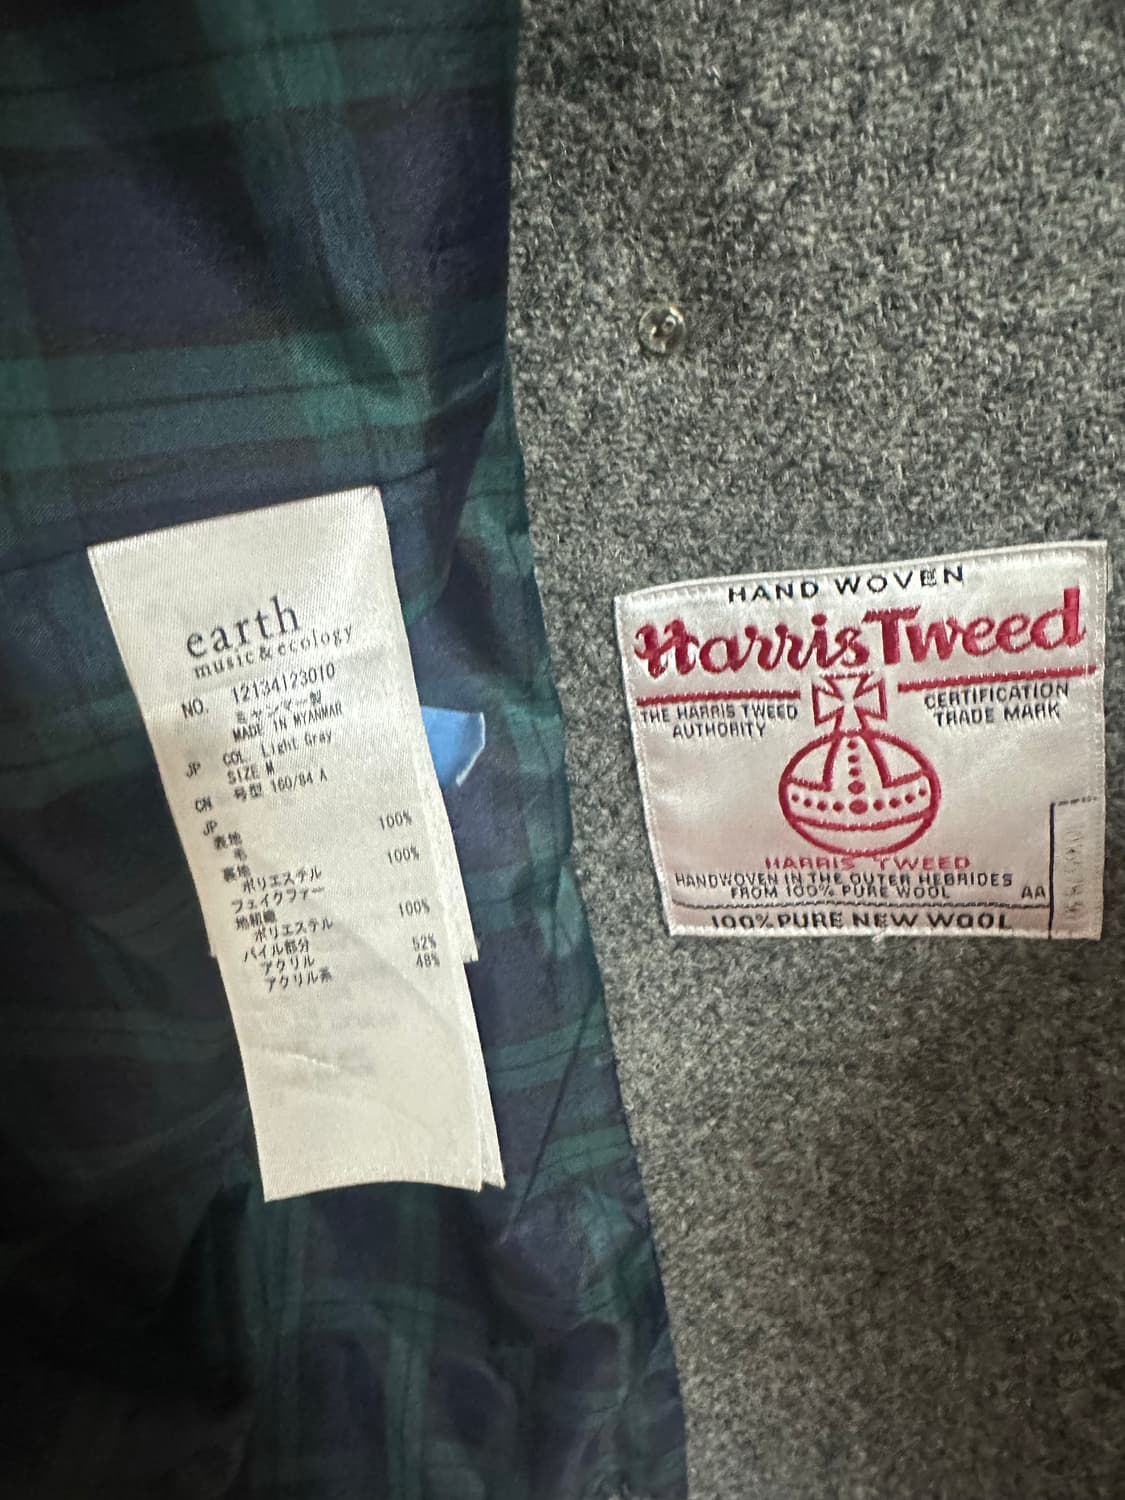 earth
music & ecology
NO. 12134123010
ミャンマー製
MADE IN MYANMAR
JP COL. Light Gray
SIZE M
CN 号型 160/84 A
JP
表地
毛 100%
裏地
ポリエステル 100%
フェイクファー
地組織
ポリエステル 100%
パイル部分
アクリル 52%
アクリル系 48%
HAND WOVEN
Harris Tweed
THE HARRIS TWEED
AUTHORITY
CERTIFICATION
TRADE MARK
HARRIS TWEED
HANDWOVEN IN THE OUTER HEBRIDES
FROM 100% PURE WOOL
AA
100% PURE NEW WOOL